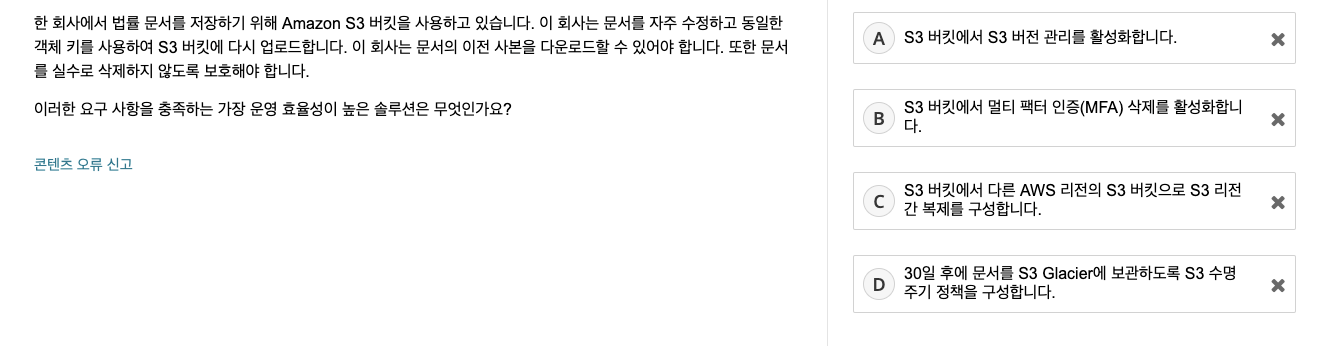 한 회사에서 법률 문서를 저장하기 위해 Amazon S3 버킷을 사용하고 있습니다. 이 회사는 문서를 자주 수정하고 동일한
객체 키를 사용하여 S3 버킷에 다시 업로드합니다. 이 회사는 문서의 이전 사본을 다운로드할 수 있어야 합니다. 또한 문서
를 실수로 삭제하지 않도록 보호해야 합니다.
이러한 요구 사항을 충족하는 가장 운영 효율성이 높은 솔루션은 무엇인가요?
콘텐츠 오류 신고
A S3 버킷에서 S3 버전 관리를 활성화합니다.
B S3 버킷에서 멀티 팩터 인증(MFA) 삭제를 활성화합니
다.
C S3 버킷에서 다른 AWS 리전의 S3 버킷으로 S3 리전
간 복제를 구성합니다.
D 30일 후에 문서를 S3 Glacier에 보관하도록 S3 수명
주기 정책을 구성합니다.